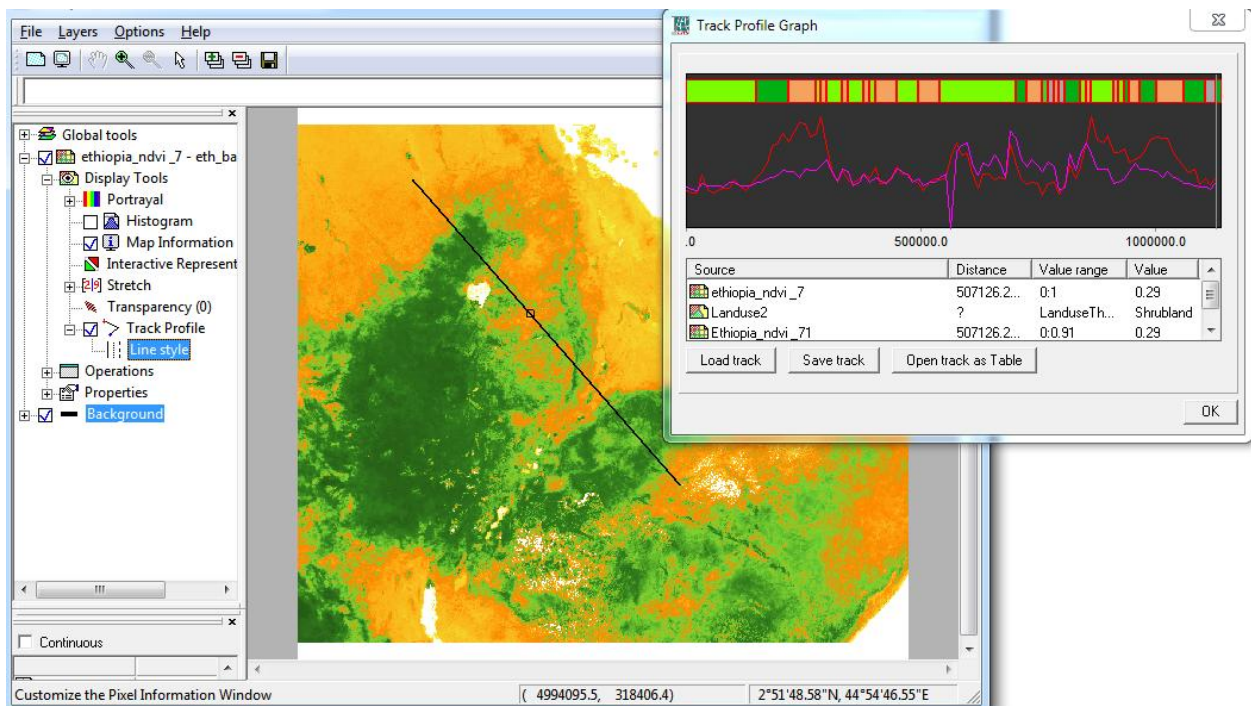 File Layers Options Help
Global tools
ethiopia_ndvi _7 - eth_ba
Display Tools
Portrayal
Histogram
Map Information
Interactive Represent
2|9 Stretch
Transparency (0)
Track Profile
Line style
Operations
Properties
Background
Continuous
Customize the Pixel Information Window
( 4994095.5, 318406.4)
2°51'48.58"N, 44°54'46.55"E
Track Profile Graph
.0 500000.0 1000000.0
Source Distance Value range Value
ethiopia_ndvi _7 507126.2... 0:1 0.29
Landuse2 ? LanduseTh... Shrubland
Ethiopia_ndvi _71 507126.2... 0:0.91 0.29
Load track Save track Open track as Table
OK